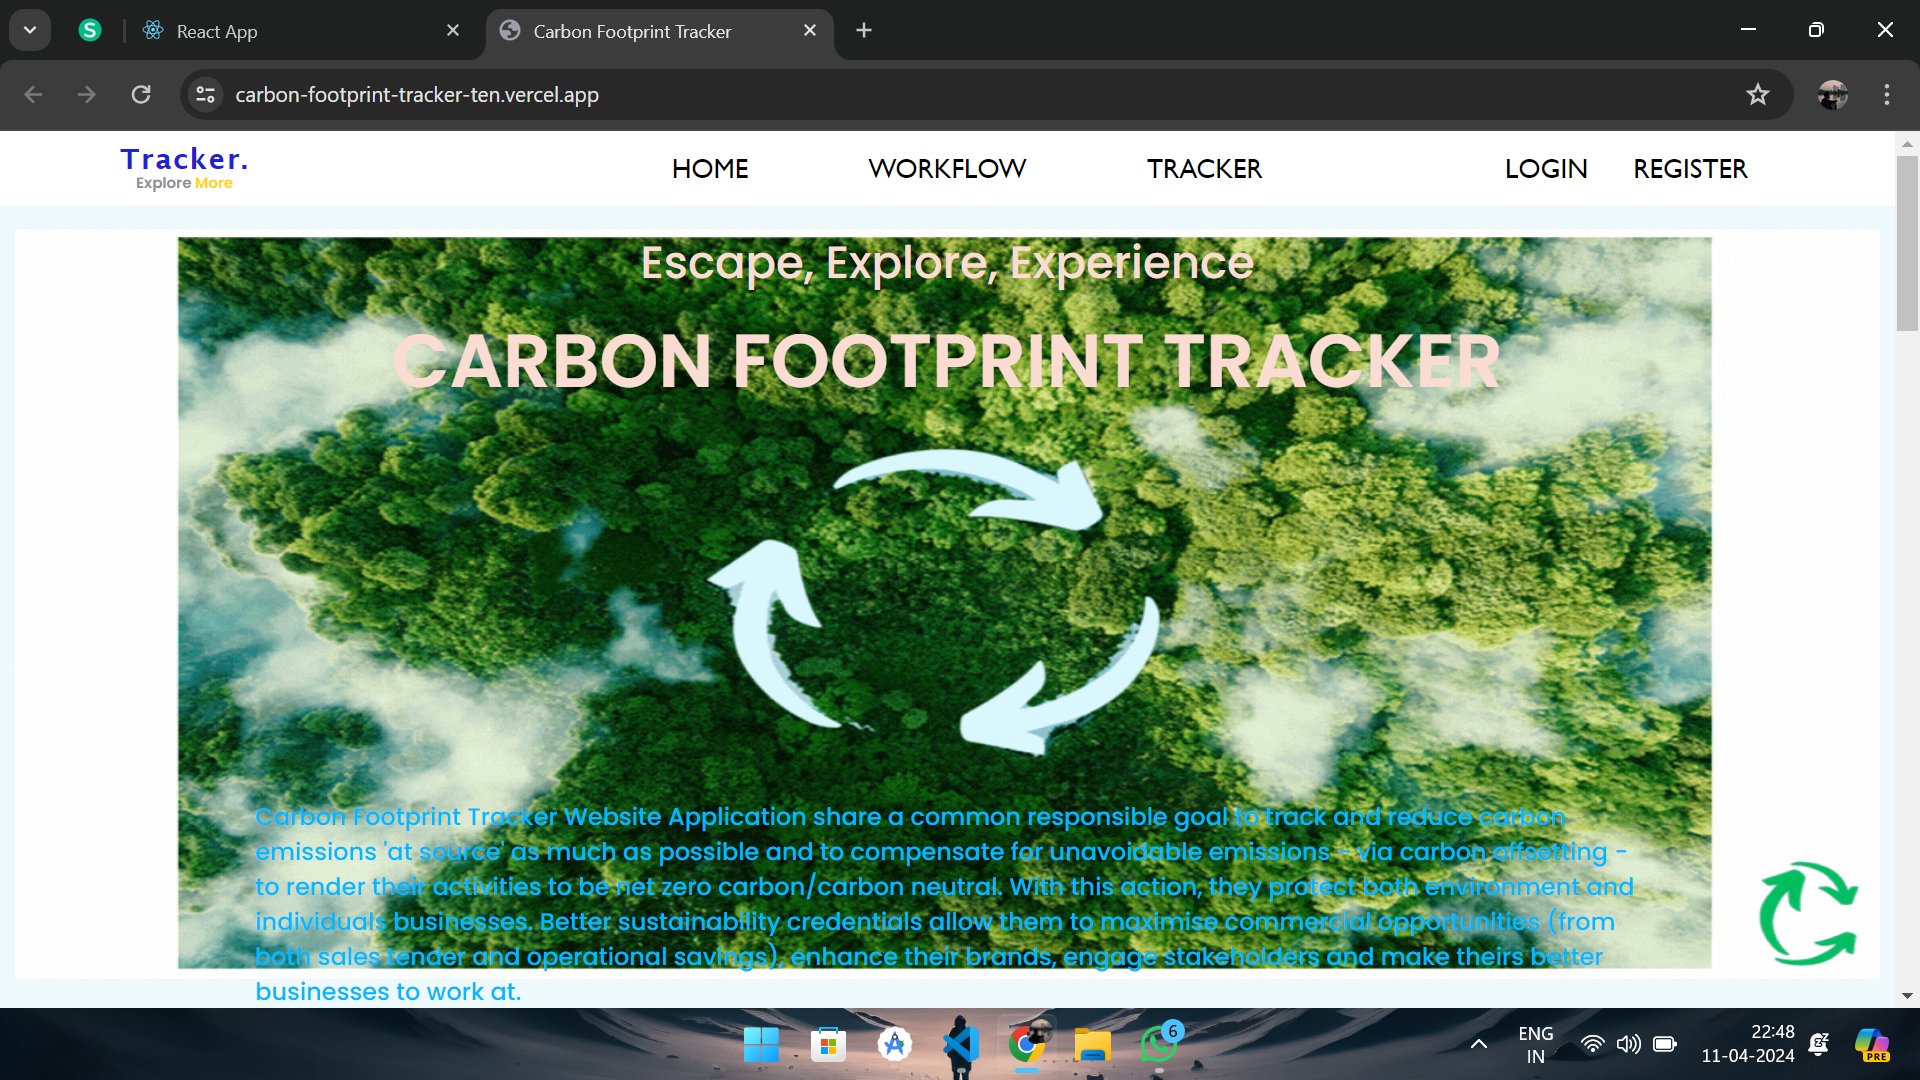 S
React App
Carbon Footprint Tracker
carbon-footprint-tracker-ten.vercel.app
Tracker.
Explore More
HOME WORKFLOW TRACKER LOGIN REGISTER
Escape, Explore, Experience
CARBON FOOTPRINT TRACKER
Carbon Footprint Tracker Website Application share a common responsible goal to track and reduce carbon
emissions 'at source' as much as possible and to compensate for unavoidable emissions - via carbon offsetting -
to render their activities to be net zero carbon/carbon neutral. With this action, they protect both environment and
individuals businesses. Better sustainability credentials allow them to maximise commercial opportunities (from
both sales tender and operational savings), enhance their brands, engage stakeholders and make theirs better
businesses to work at.
6
ENG
IN
22:48
11-04-2024
PRE